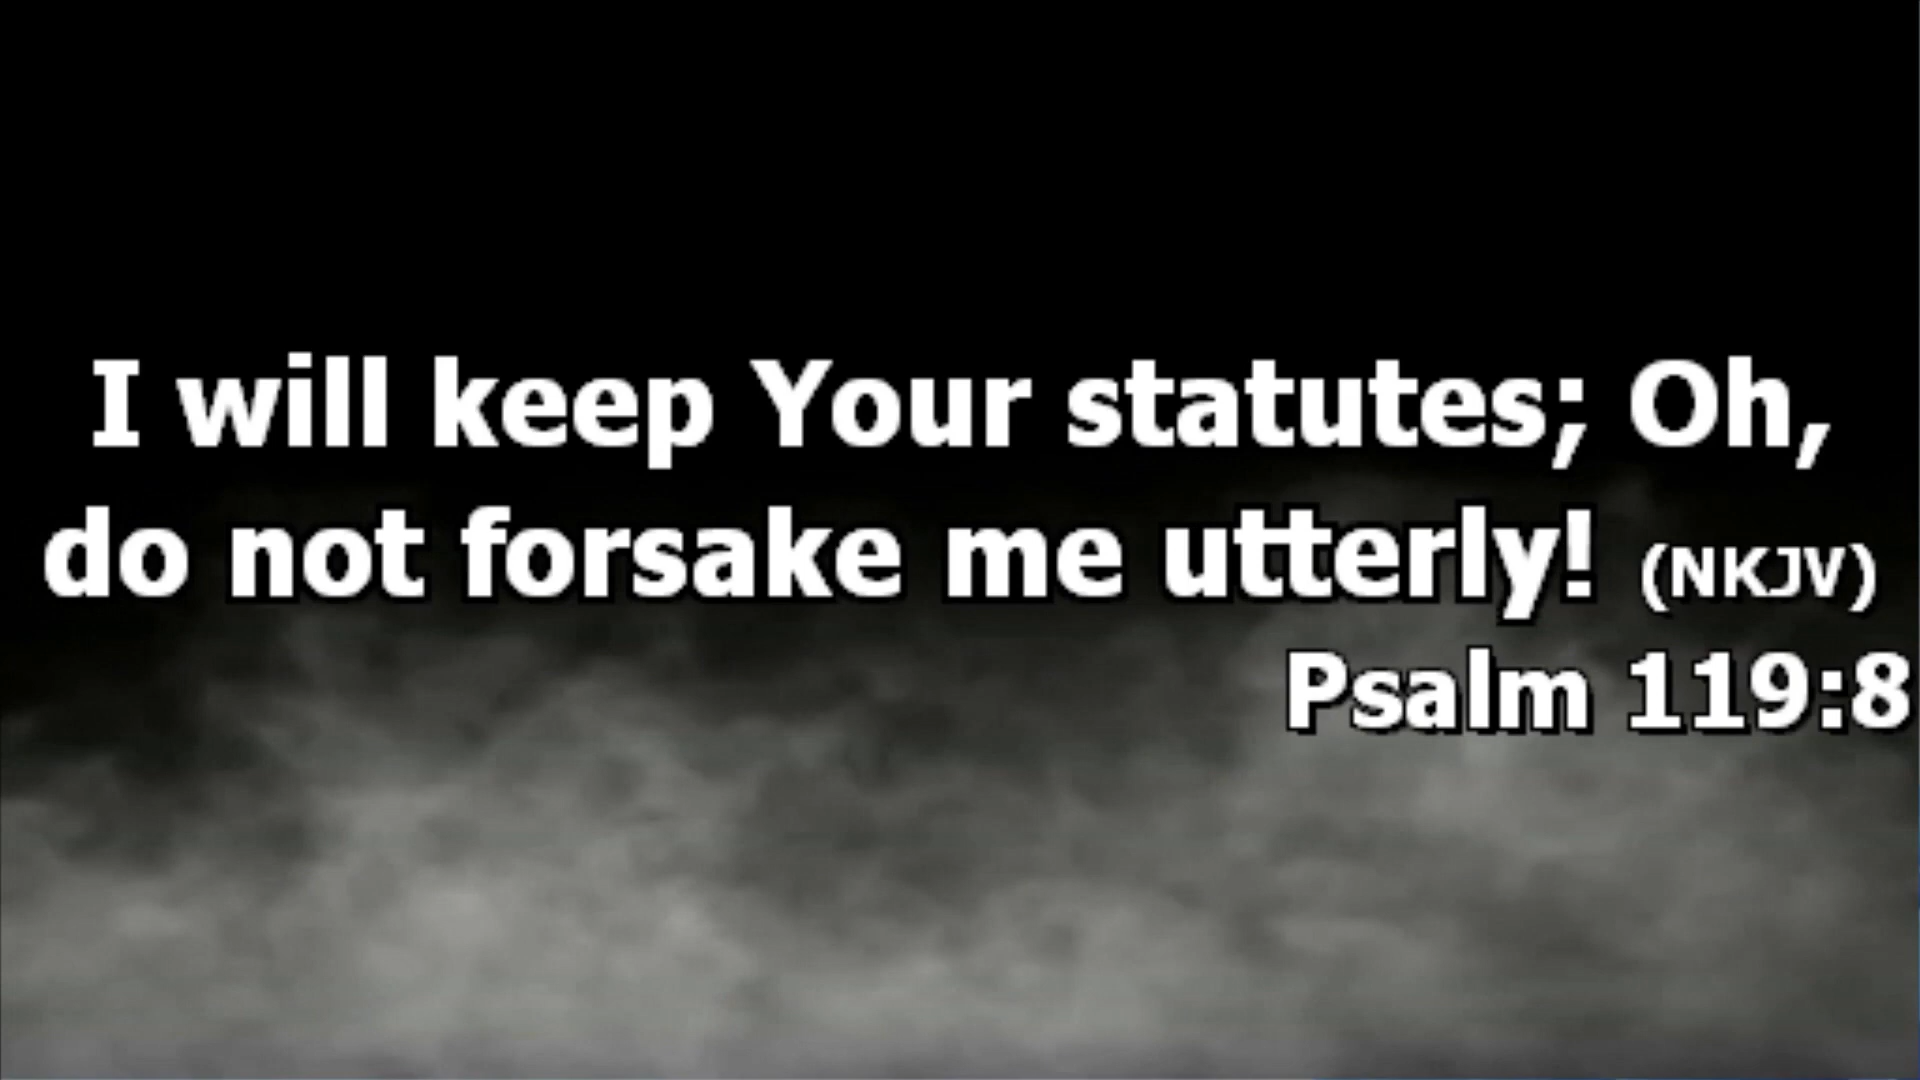 I will keep Your statutes; Oh,
do not forsake me utterly! (NKJV)
Psalm 119:8